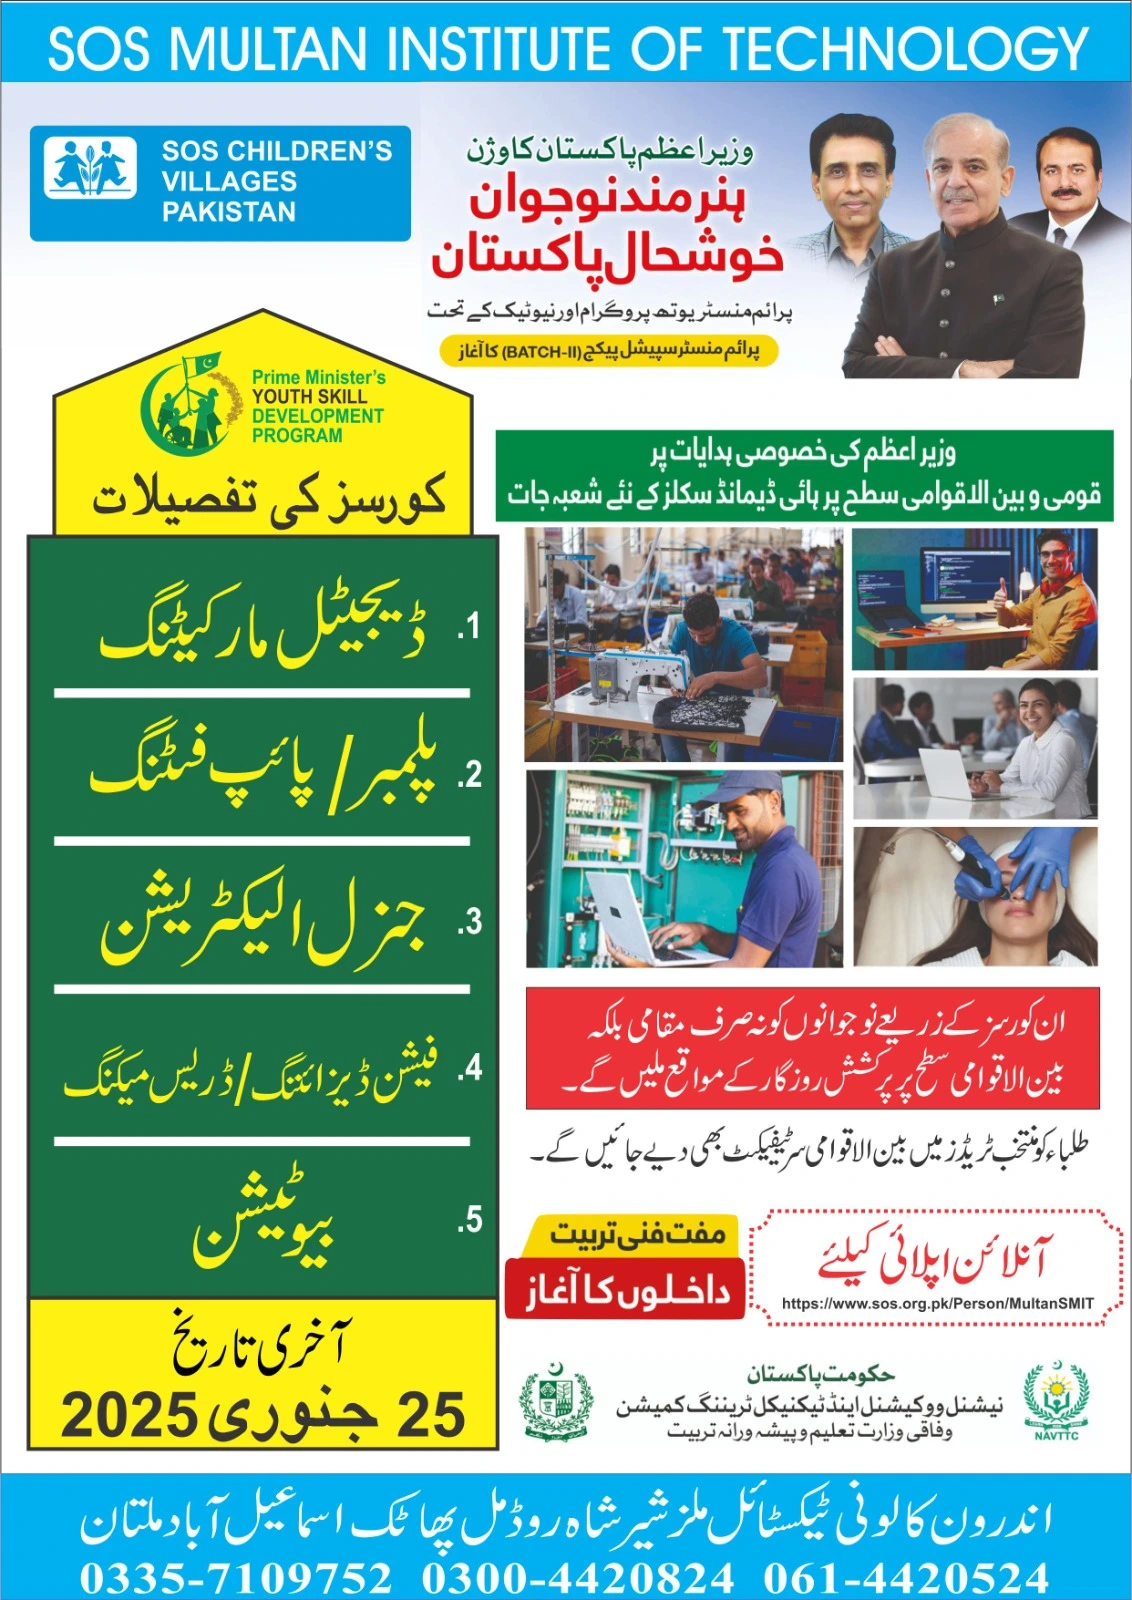 SOS MULTAN INSTITUTE OF TECHNOLOGY
SOS CHILDREN'S
VILLAGES
PAKISTAN
وزیراعظم پاکستان کا وژن
ہنرمند نوجوان
خوشحال پاکستان
پرائم منسٹر یوتھ پروگرام اور نیوٹیک کے تحت
پرائم منسٹر سپیشل پیکج (BATCH-II) کا آغاز
Prime Minister's
YOUTH SKILL
DEVELOPMENT
PROGRAM
کورسز کی تفصیلات
1. ڈیجیٹل مارکیٹنگ
2. پلمبر/ پائپ فٹنگ
3. جنرل الیکٹریشن
4. فیشن ڈیزائننگ/ڈریس میکنگ
5. بیوٹیشن
آخری تاریخ
25 جنوری 2025
وزیر اعظم کی خصوصی ہدایات پر
قومی و بین الاقوامی سطح پر ہائی ڈیمانڈ سکلز کے نئے شعبہ جات
ان کورسز کے زریعے نوجوانوں کو نہ صرف مقامی بلکہ
بین الاقوامی سطح پر پرکشش روزگار کے مواقع ملیں گے۔
طلباء کو منتخب ٹریڈز میں بین الاقوامی سرٹیفیکٹ بھی دیے جائیں گے۔
مفت فنی تربیت
داخلوں کا آغاز
آنلائن اپلائی کیلئے
https://www.sos.org.pk/Person/MultanSMIT
حکومت پاکستان
نیشنل ووکیشنل اینڈ ٹیکنیکل ٹریننگ کمیشن
وفاقی وزارت تعلیم و پیشہ ورانہ تربیت
NAVTTC
اندرون کالونی ٹیکسٹائل ملز شیر شاہ روڈ مل پھاٹک اسماعیل آباد ملتان
0335-7109752 0300-4420824 061-4420524